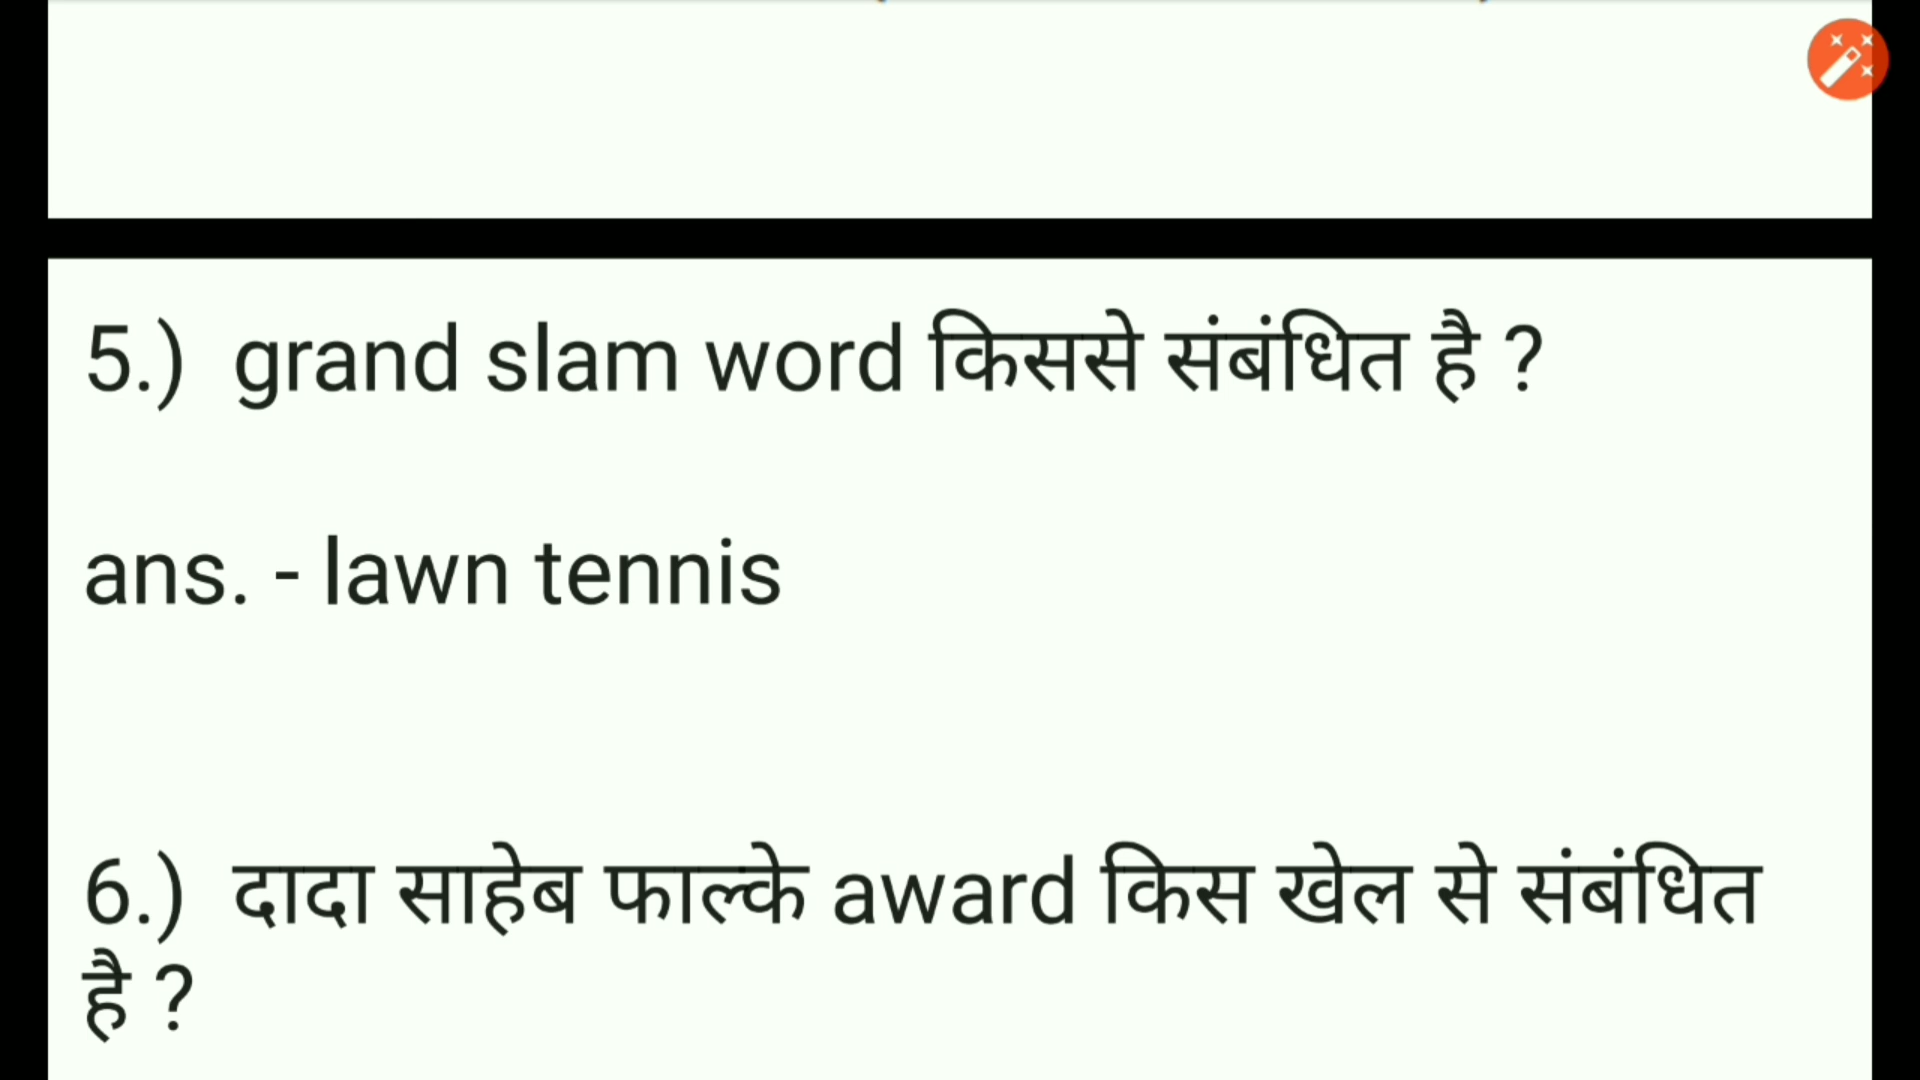 5.) grand slam word किससे संबंधित है ?
ans. - lawn tennis
6.) दादा साहेब फाल्के award किस खेल से संबंधित
है ?